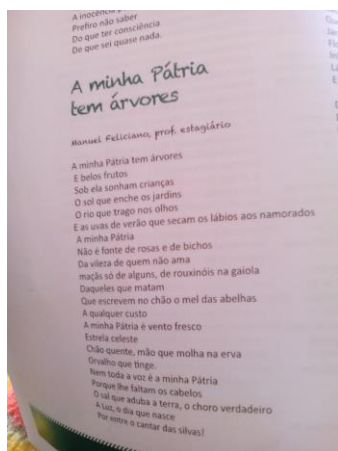 A inocência
Prefiro não saber
Do que ter consciência
De que sei quase nada.
A minha Pátria
tem árvores
Manuel Feliciano, prof. estagiário
A minha Pátria tem árvores
E belos frutos
Sob ela sonham crianças
O sol que enche os jardins
O rio que trago nos olhos
E as uvas de verão que secam os lábios aos namorados
A minha Pátria
Não é fonte de rosas e de bichos
Da vileza de quem não ama
maçãs só de alguns, de rouxinóis na gaiola
Daqueles que matam
Que escrevem no chão o mel das abelhas
A qualquer custo
A minha Pátria é vento fresco
Estrela celeste
Chão quente, mão que molha na erva
Orvalho que tinge.
Nem toda a voz é a minha Pátria
Porque lhe faltam os cabelos
O sal que aduba a terra, o choro verdadeiro
A Luz, o dia que nasce
Por entre o cantar das silvas!